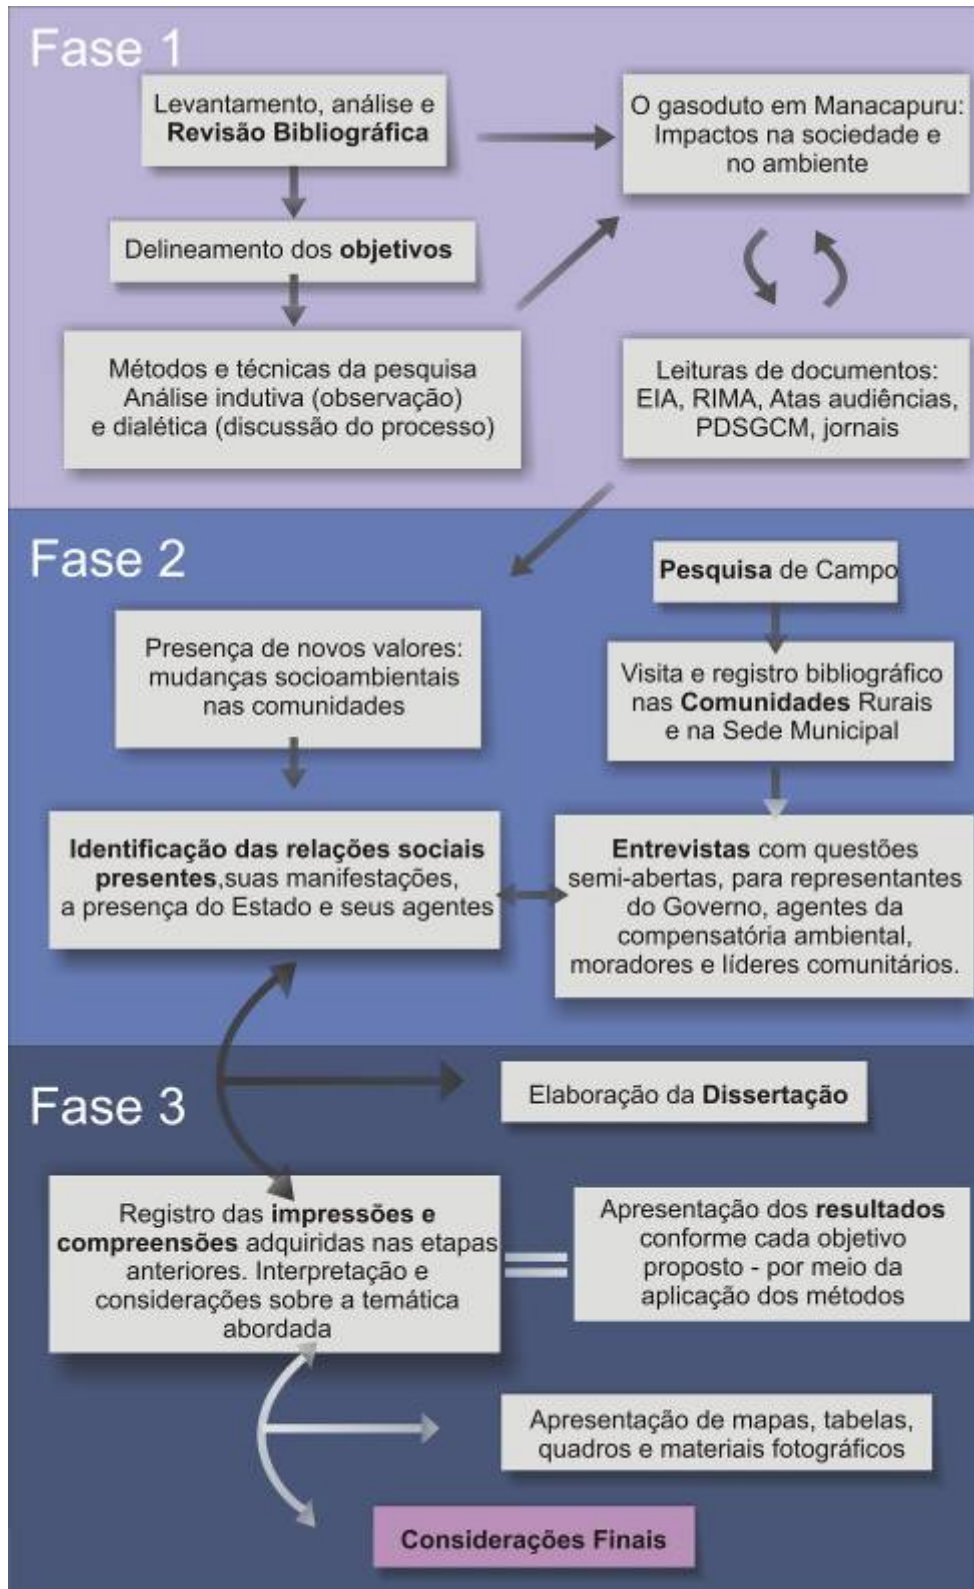 Fase 1
Levantamento, análise e
Revisão Bibliográfica
O gasoduto em Manacapuru:
Impactos na sociedade e
no ambiente
Delineamento dos objetivos
Métodos e técnicas da pesquisa
Análise indutiva (observação)
e dialética (discussão do processo)
Leituras de documentos:
EIA, RIMA, Atas audiências,
PDSGCM, jornais
Fase 2
Pesquisa de Campo
Presença de novos valores:
mudanças socioambientais
nas comunidades
Visita e registro bibliográfico
nas Comunidades Rurais
e na Sede Municipal
Identificação das relações sociais
presentes,suas manifestações,
a presença do Estado e seus agentes
Entrevistas com questões
semi-abertas, para representantes
do Governo, agentes da
compensatória ambiental,
moradores e líderes comunitários.
Fase 3
Elaboração da Dissertação
Registro das impressões e
compreensões adquiridas nas etapas
anteriores. Interpretação e
considerações sobre a temática
abordada
Apresentação dos resultados
conforme cada objetivo
proposto - por meio da
aplicação dos métodos
Apresentação de mapas, tabelas,
quadros e materiais fotográficos
Considerações Finais